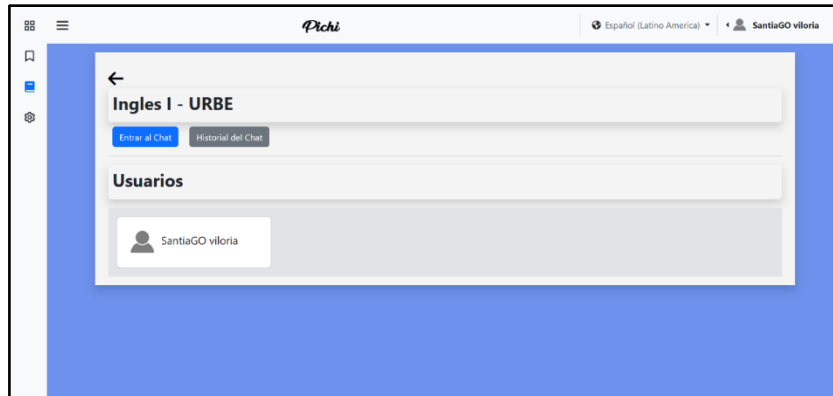 Pichi
Español (Latino America)
SantiaGO viloria
Ingles I - URBE
Entrar al Chat
Historial del Chat
Usuarios
SantiaGO viloria